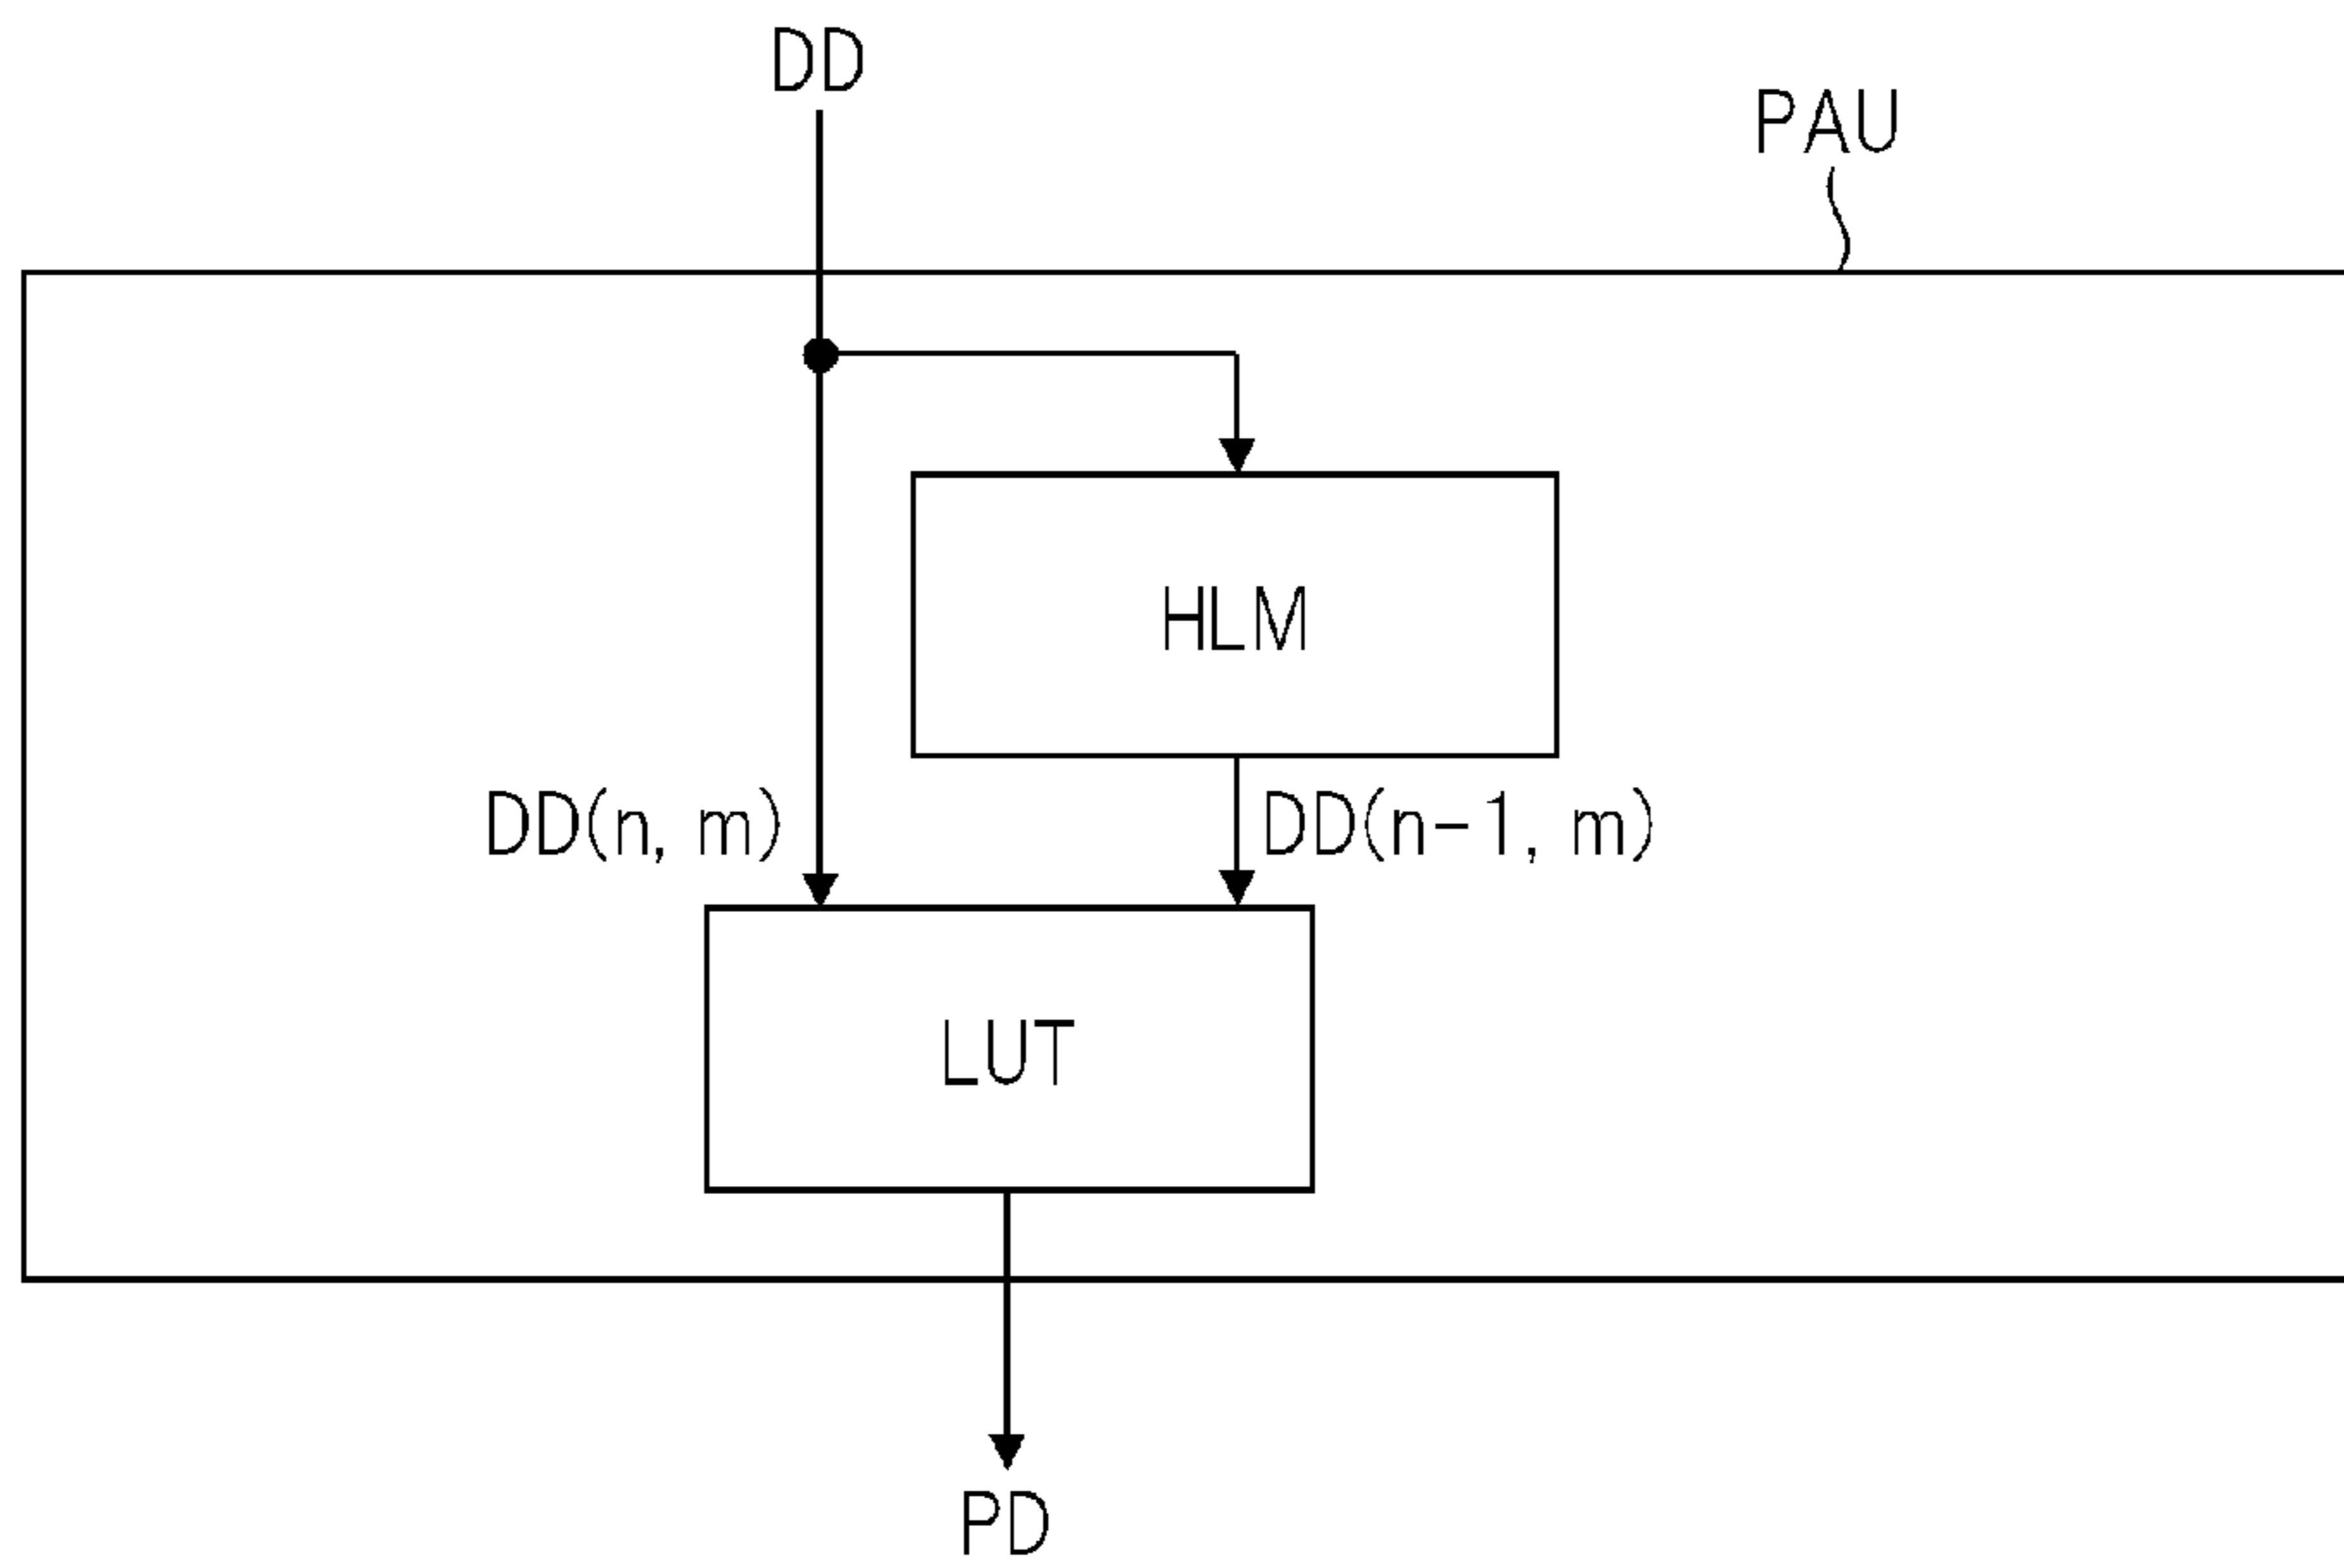 DD
PAU
HLM
DD(n, m)
DD(n-1, m)
LUT
PD